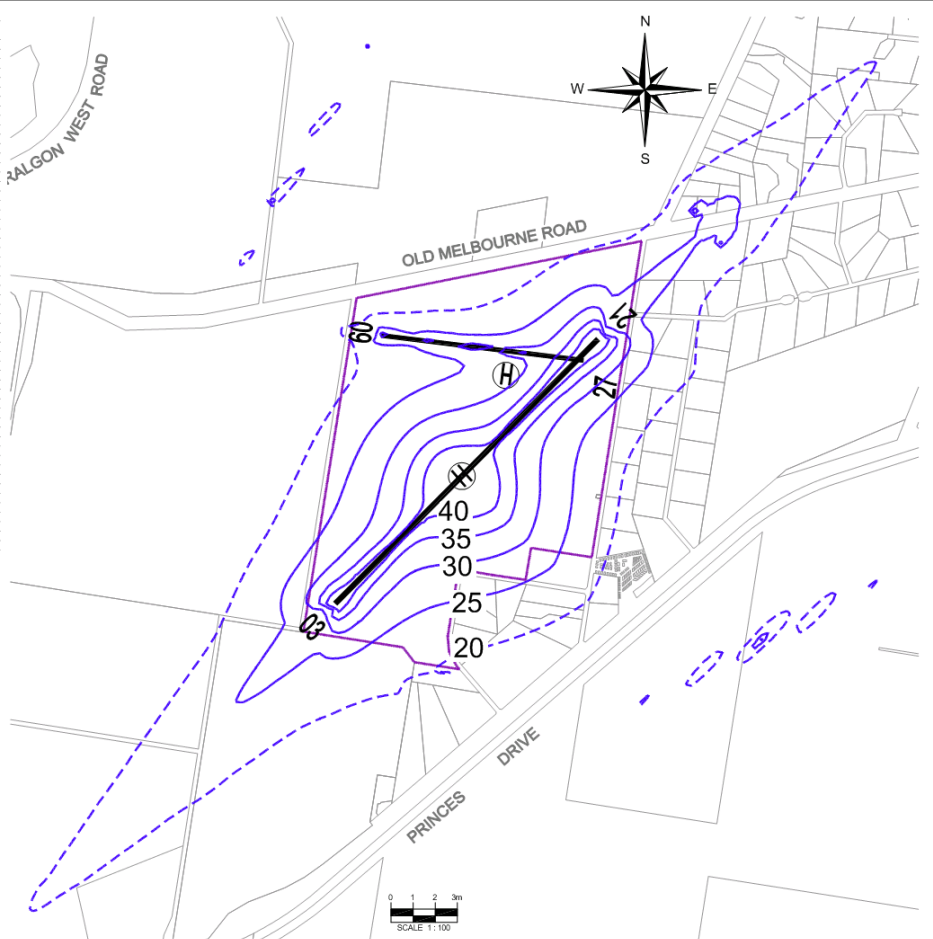 N
W
E
S
RALGON WEST ROAD
OLD MELBOURNE ROAD
09
21
H
27
H
40
35
30
25
03
20
PRINCES DRIVE
0 1 2 3m
SCALE 1 : 100